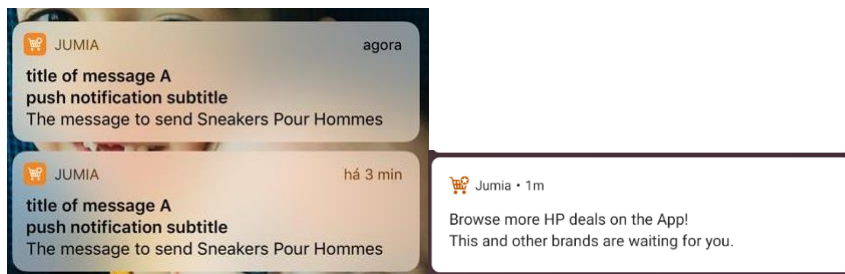 JUMIA agora
title of message A
push notification subtitle
The message to send Sneakers Pour Hommes
JUMIA há 3 min
title of message A
push notification subtitle
The message to send Sneakers Pour Hommes
Jumia • 1m
Browse more HP deals on the App!
This and other brands are waiting for you.